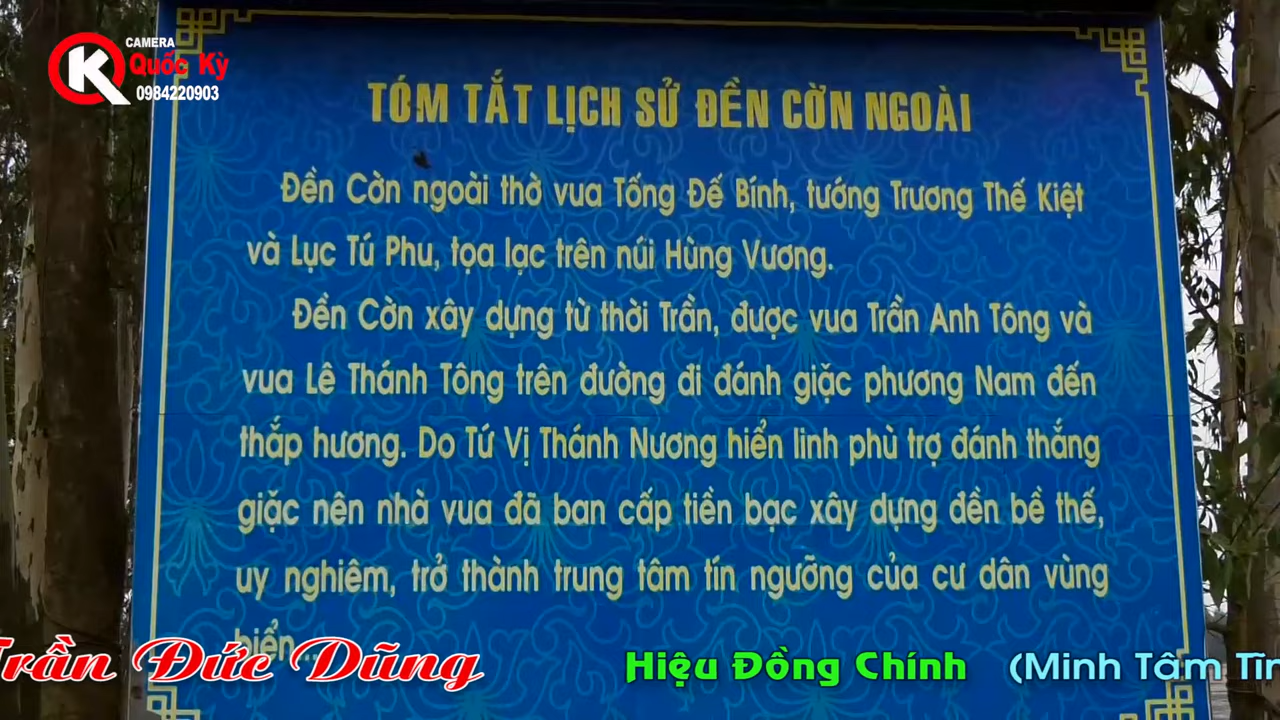 CAMERA
Quốc Kỳ
0984220903
TÓM TẮT LỊCH SỬ ĐỀN CỜN NGOÀI
Đền Cờn ngoài thờ vua Tống Đế Bính, tướng Trương Thế Kiệt
và Lục Tú Phu, tọa lạc trên núi Hùng Vương.
Đền Cờn xây dựng từ thời Trần, được vua Trần Anh Tông và
vua Lê Thánh Tông trên đường đi đánh giặc phương Nam đến
thắp hương. Do Tứ Vị Thánh Nương hiển linh phù trợ đánh thắng
giặc nên nhà vua đã ban cấp tiền bạc xây dựng đền bề thế,
uy nghiêm, trở thành trung tâm tín ngưỡng của cư dân vùng
biển...
Trần Đức Dũng Hiệu Đồng Chính (Minh Tâm